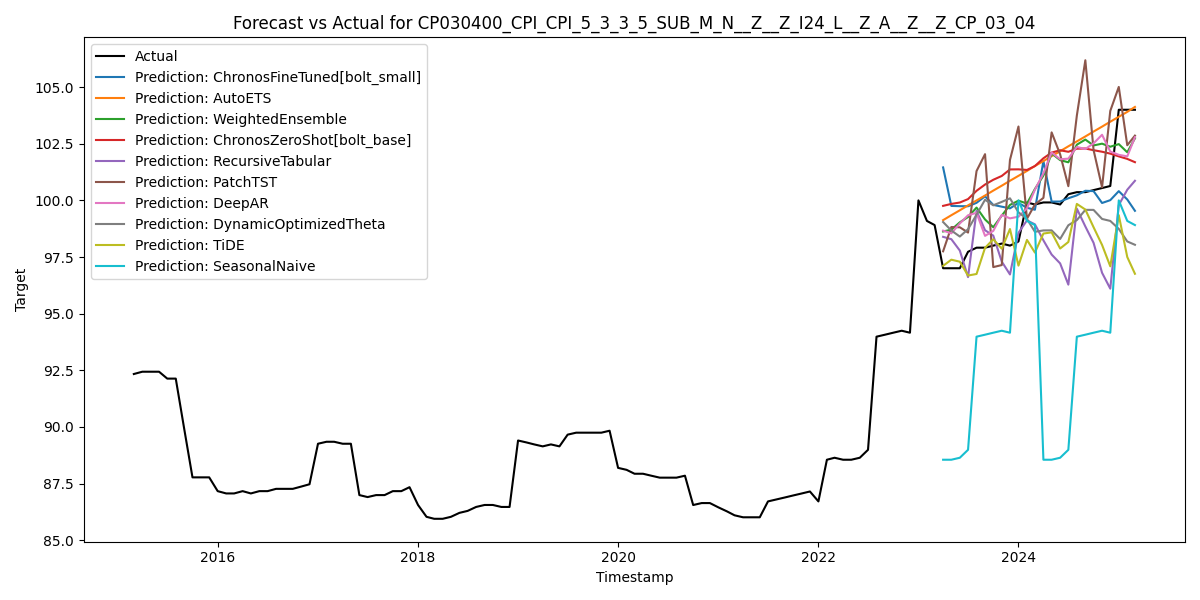 Forecast vs Actual for CP030400_CPI_CPI_5_3_3_5_SUB_M_N__Z__Z_I24_L__Z_A__Z__Z_CP_03_04
Actual
Prediction: ChronosFineTuned[bolt_small]
Prediction: AutoETS
Prediction: WeightedEnsemble
Prediction: ChronosZeroShot[bolt_base]
Prediction: RecursiveTabular
Prediction: PatchTST
Prediction: DeepAR
Prediction: DynamicOptimizedTheta
Prediction: TiDE
Prediction: SeasonalNaive
Target
105.0
102.5
100.0
97.5
95.0
92.5
90.0
87.5
85.0
2016
2018
2020
2022
2024
Timestamp